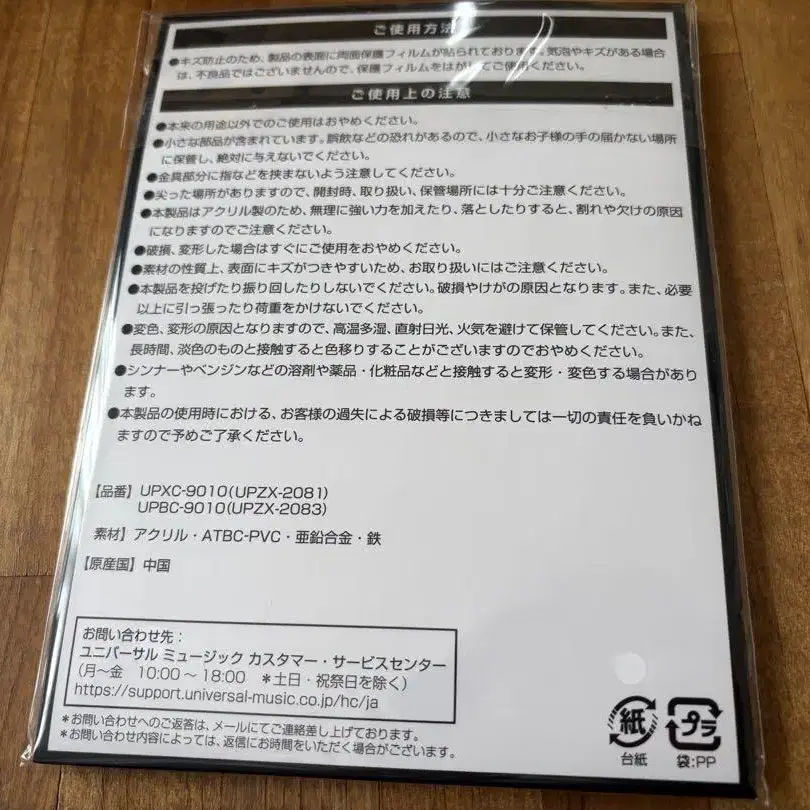 ご使用方法
●キズ防止のため、製品の表面に両面保護フィルムが貼られております。気泡やキズがある場合
は、不良品ではございませんので、保護フィルムをはがしてご使用ください。
ご使用上の注意
●本来の用途以外でのご使用はおやめください。
●小さな部品が含まれています。誤飲などの恐れがあるので、小さなお子様の手の届かない場所
に保管し、絶対に与えないでください。
●金具部分に指などを挟まないよう注意してください。
●尖った場所がありますので、開封時、取り扱い、保管場所には十分ご注意ください。
●本製品はアクリル製のため、無理に強い力を加えたり、落としたりすると、割れや欠けの原因
になりますのでご注意ください。
●破損、変形した場合はすぐにご使用をおやめください。
●素材の性質上、表面にキズがつきやすいため、お取り扱いにはご注意ください。
●本製品を投げたり振り回したりしないでください。破損やけがの原因となります。また、必要
以上に引っ張ったり荷重をかけないでください。
●変色、変形の原因となりますので、高温多湿、直射日光、火気を避けて保管してください。また、
長時間、淡色のものと接触すると色移りすることがございますのでおやめください。
●シンナーやベンジンなどの溶剤や薬品・化粧品などと接触すると変形・変色する場合があり
ます。
●本製品の使用時における、お客様の過失による破損等につきましては一切の責任を負いかね
ますので予めご了承ください。
【品番】UPXC-9010(UPZX-2081)
UPBC-9010(UPZX-2083)
素材】アクリル・ATBC-PVC・亜鉛合金・鉄
【原産国】中国
お問い合わせ先：
ユニバーサル ミュージック カスタマー・サービスセンター
(月〜金 10:00〜18:00 *土日・祝祭日を除く)
https://support.universal-music.co.jp/hc/ja
*お問い合わせへのご返答は、メールにてご連絡差し上げております。
*お問い合わせ内容によっては、返信にお時間をいただく場合がございます。
紙 プラ
台紙 袋:PP